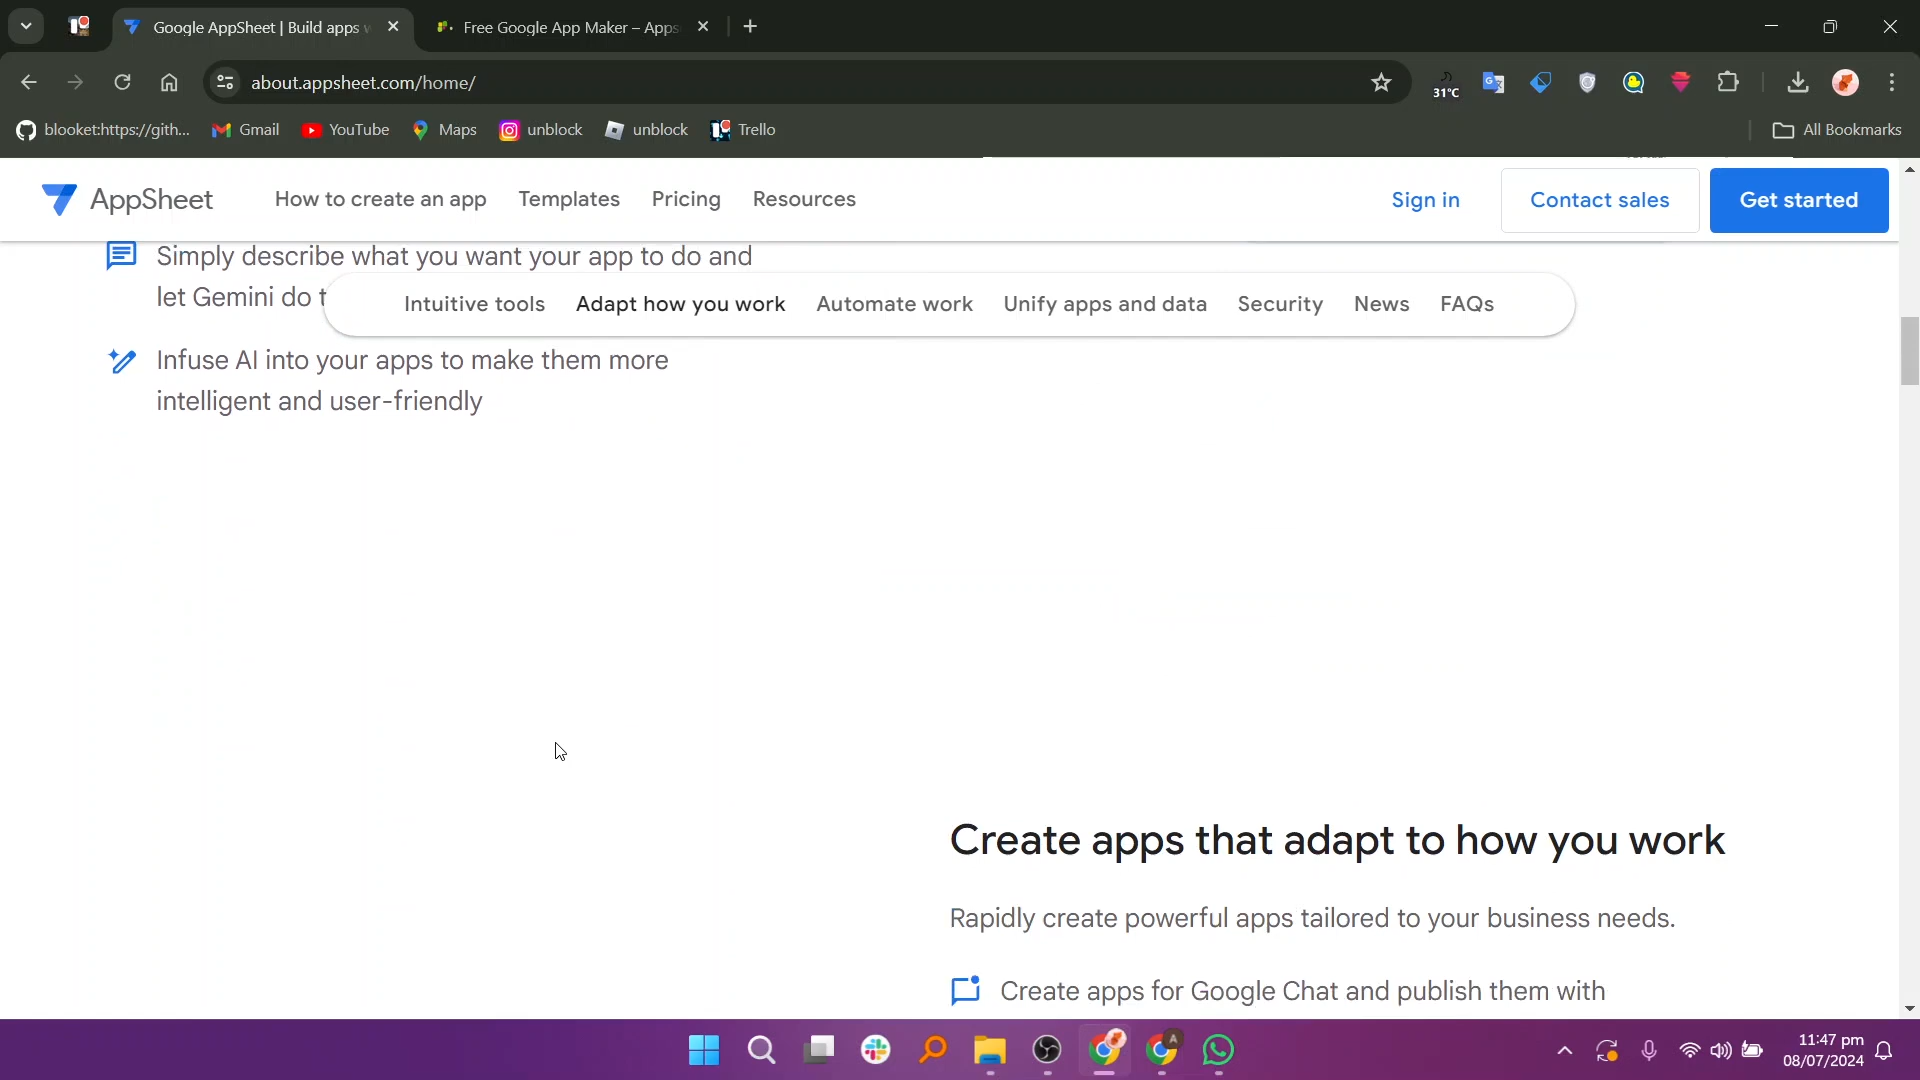 Google AppSheet | Build apps w
Free Google App Maker – Apps
about.appsheet.com/home/
31°C
blooket:https://gith...
Gmail
YouTube
Maps
unblock
unblock
Trello
All Bookmarks
AppSheet
How to create an app
Templates
Pricing
Resources
Sign in
Contact sales
Get started
Simply describe what you want your app to do and
let Gemini do t
Intuitive tools
Adapt how you work
Automate work
Unify apps and data
Security
News
FAQs
Infuse AI into your apps to make them more
intelligent and user-friendly
Create apps that adapt to how you work
Rapidly create powerful apps tailored to your business needs.
Create apps for Google Chat and publish them with
A
11:47 pm
08/07/2024